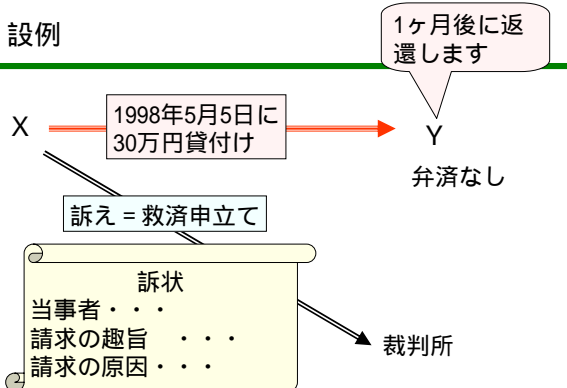 設例
1ヶ月後に返
還します
X
1998年5月5日に
30万円貸付け
Y
弁済なし
訴え = 救済申立て
訴状
当事者・・・
請求の趣旨 ・・・
請求の原因・・・
裁判所